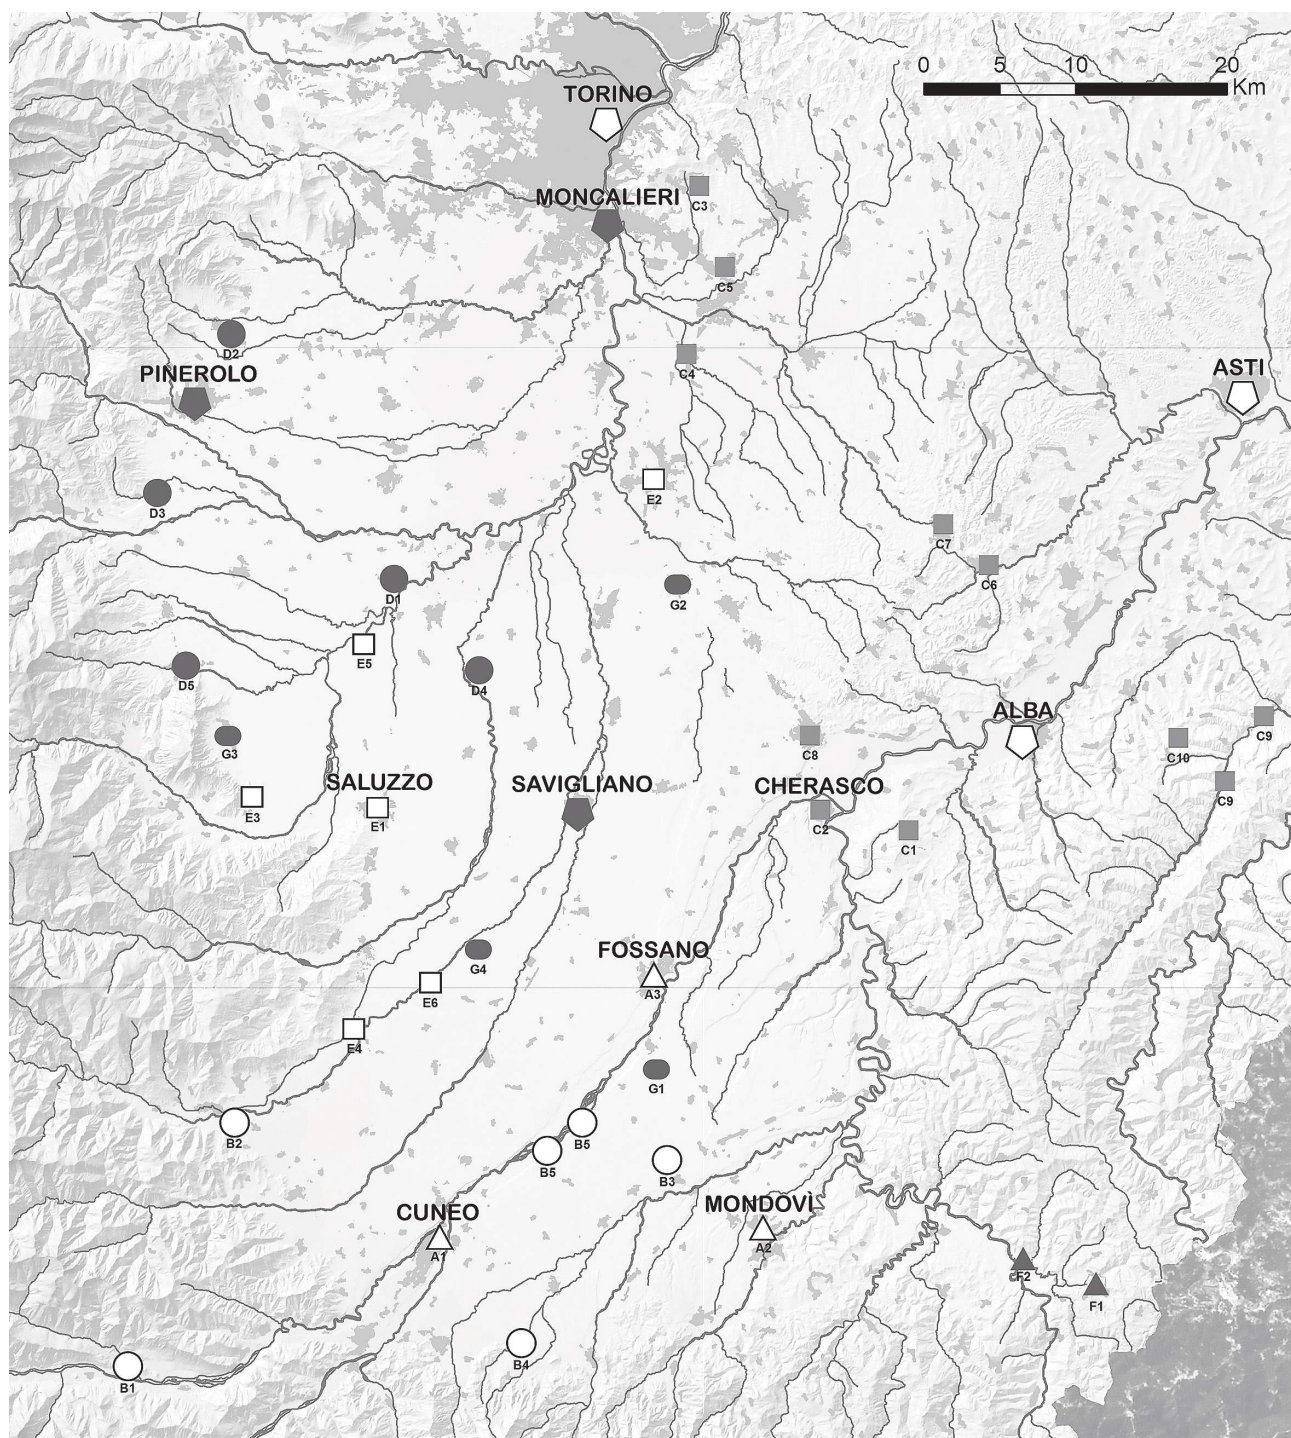 0 5 10 20
Km
TORINO
MONCALIERI
C3
C5
D2
C4
PINEROLO
ASTI
E2
D3
C7
C6
D1
G2
E5
D5
D4
ALBA
G3
C8
C10
C9
SALUZZO
SAVIGLIANO
CHERASCO
E3
E1
C2
C9
C1
FOSSANO
G4
A3
E6
E4
G1
B2
B5
B5
B3
CUNEO
MONDOVÌ
A1
A2
F2
F1
B4
B1